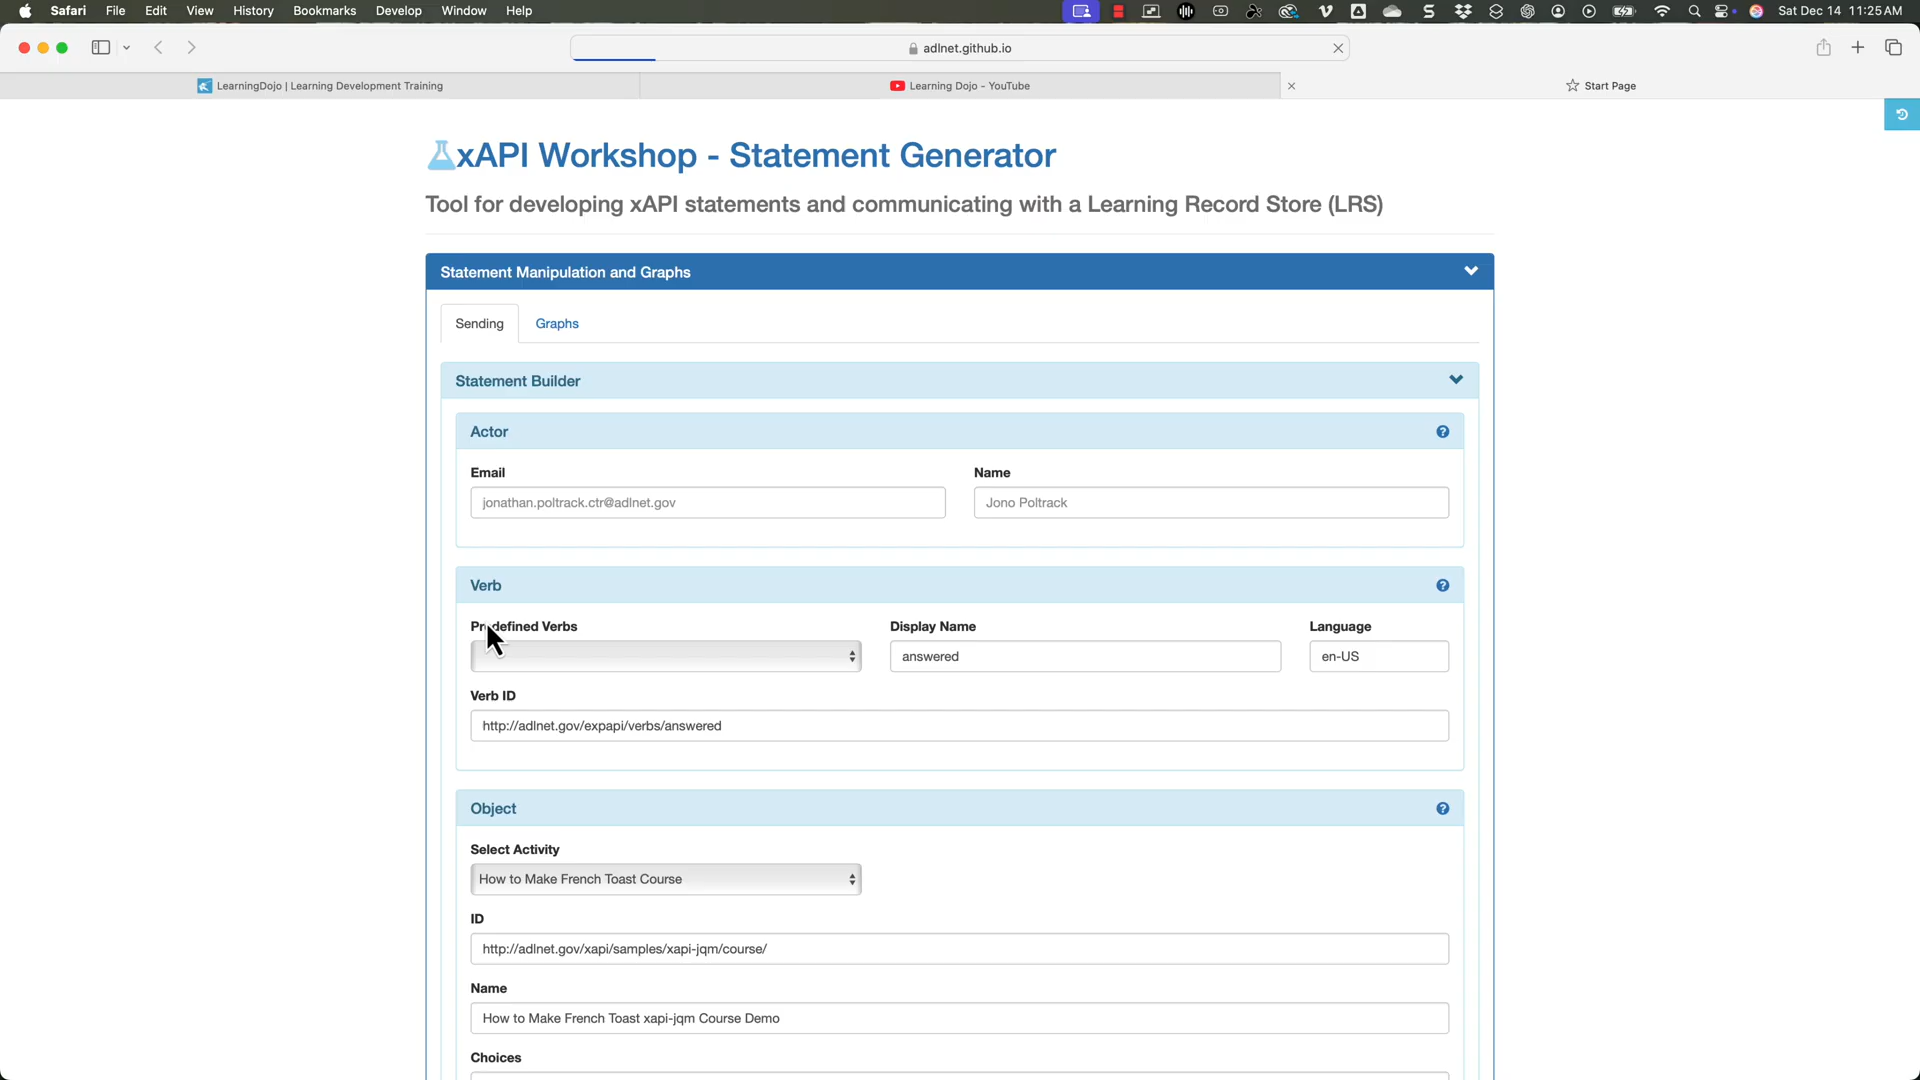 Safari File Edit View History Bookmarks Develop Window Help Sat Dec 14 11:25 AM
adlnet.github.io
LearningDojo | Learning Development Training
Learning Dojo - YouTube
Start Page
xAPI Workshop - Statement Generator
Tool for developing xAPI statements and communicating with a Learning Record Store (LRS)
Statement Manipulation and Graphs
Sending Graphs
Statement Builder
Actor
Email Name
jonathan.poltrack.ctr@adlnet.gov Jono Poltrack
Verb
Predefined Verbs Display Name Language
answered en-US
Verb ID
http://adlnet.gov/expapi/verbs/answered
Object
Select Activity
How to Make French Toast Course
ID
http://adlnet.gov/xapi/samples/xapi-jqm/course/
Name
How to Make French Toast xapi-jqm Course Demo
Choices